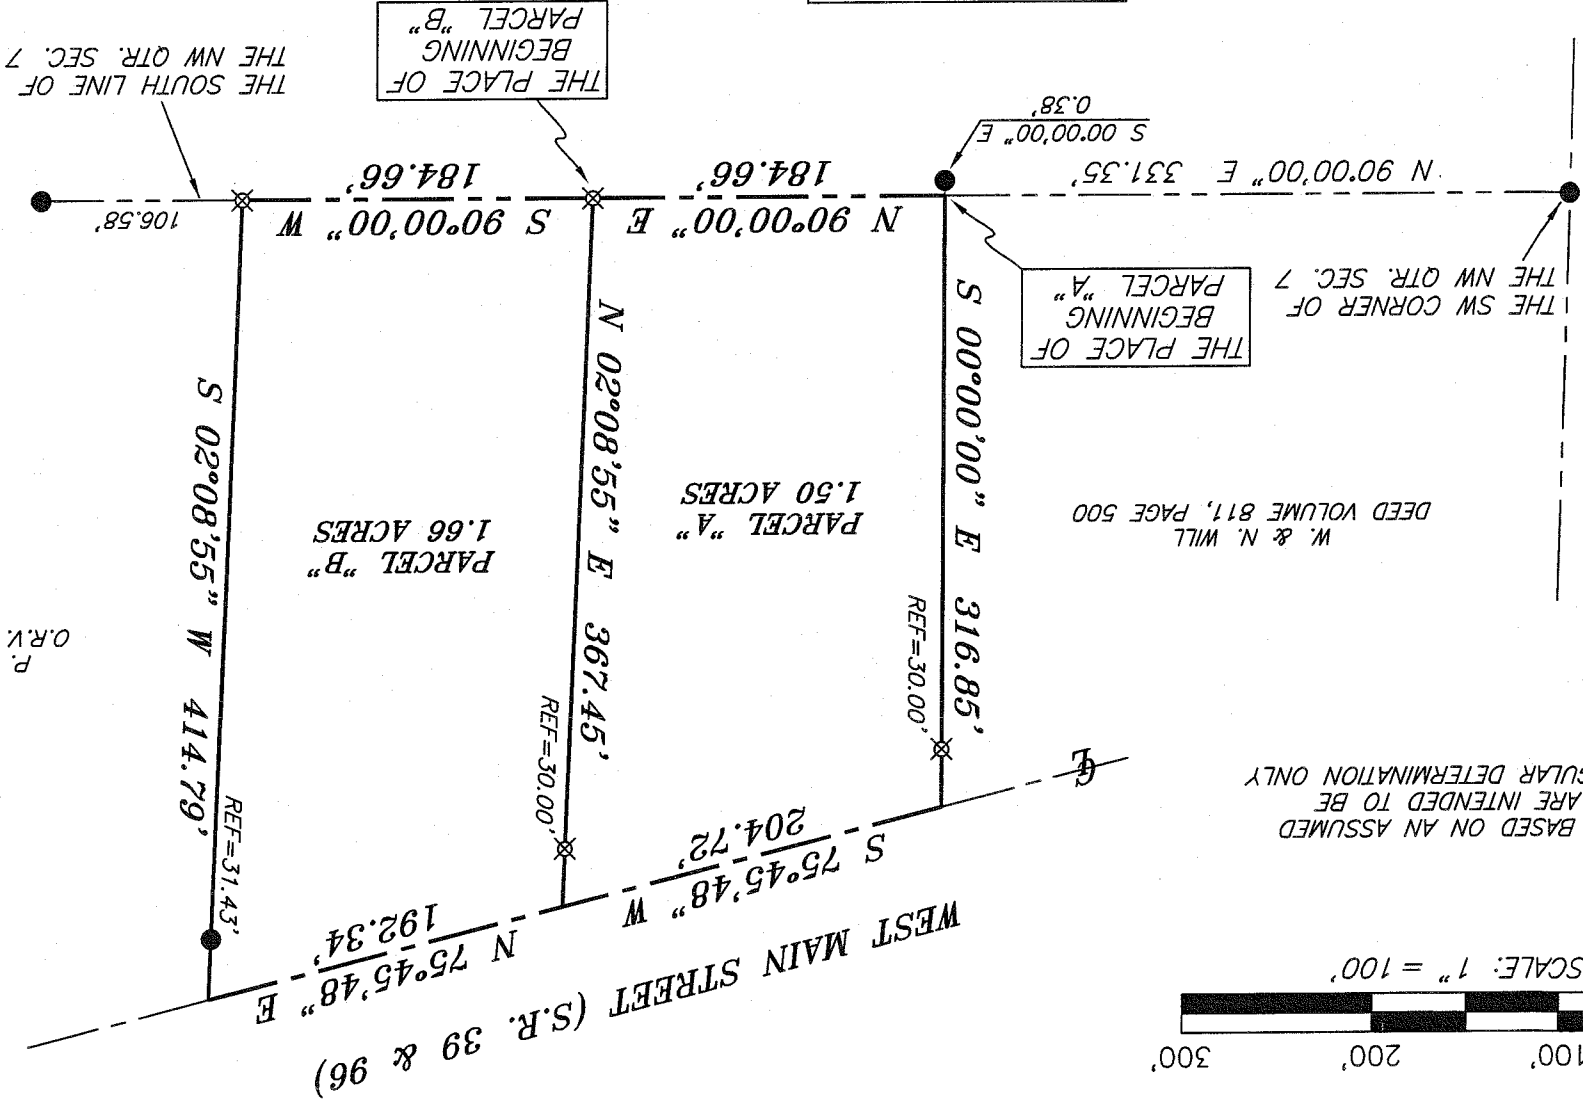 100' 200' 300'
SCALE: 1" = 100'
WEST MAIN STREET (S.R. 39 & 96)
N 75°45'48" E
192.34'
S 75°45'48" W
204.72'
BASED ON AN ASSUMED
ARE INTENDED TO BE
GULAR DETERMINATION ONLY
℄
REF=31.43'
REF=30.00'
REF=30.00'
S 00°00'00" E 316.85'
N 02°08'55" E 367.45'
S 02°08'55" W 414.79'
P.
O.R.V.
W. & N. WILL
DEED VOLUME 811, PAGE 500
PARCEL "A"
1.50 ACRES
PARCEL "B"
1.66 ACRES
THE SW CORNER OF
THE NW QTR. SEC. 7
THE PLACE OF
BEGINNING
PARCEL "A"
N 90°00'00" E 331.35'
S 00°00'00" E
0.38'
N 90°00'00" E
184.66'
S 90°00'00" W
184.66'
106.58'
THE PLACE OF
BEGINNING
PARCEL "B"
THE SOUTH LINE OF
THE NW QTR. SEC. 7